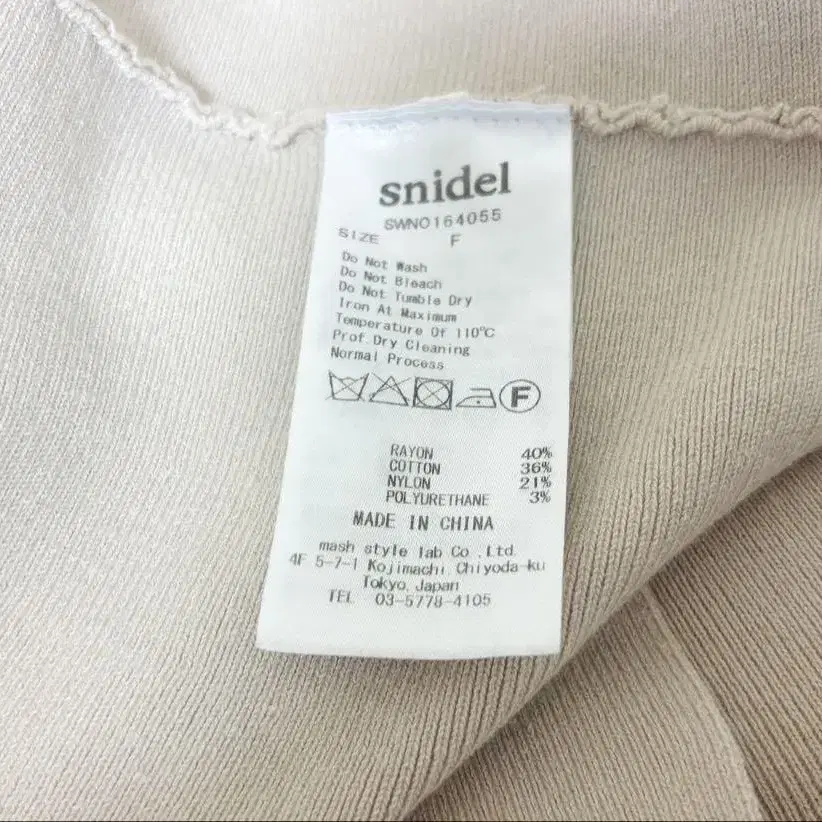 snidel
SWNO164055
SIZE F
Do Not Wash
Do Not Bleach
Do Not Tumble Dry
Iron At Maximum
Temperature Of 110℃
Prof.Dry Cleaning
Normal Process
F
RAYON 40%
COTTON 36%
NYLON 21%
POLYURETHANE 3%
MADE IN CHINA
mash style lab Co.,Ltd.
4F 5-7-1 Kojimachi Chiyoda-ku
Tokyo,Japan
TEL 03-5778-4105